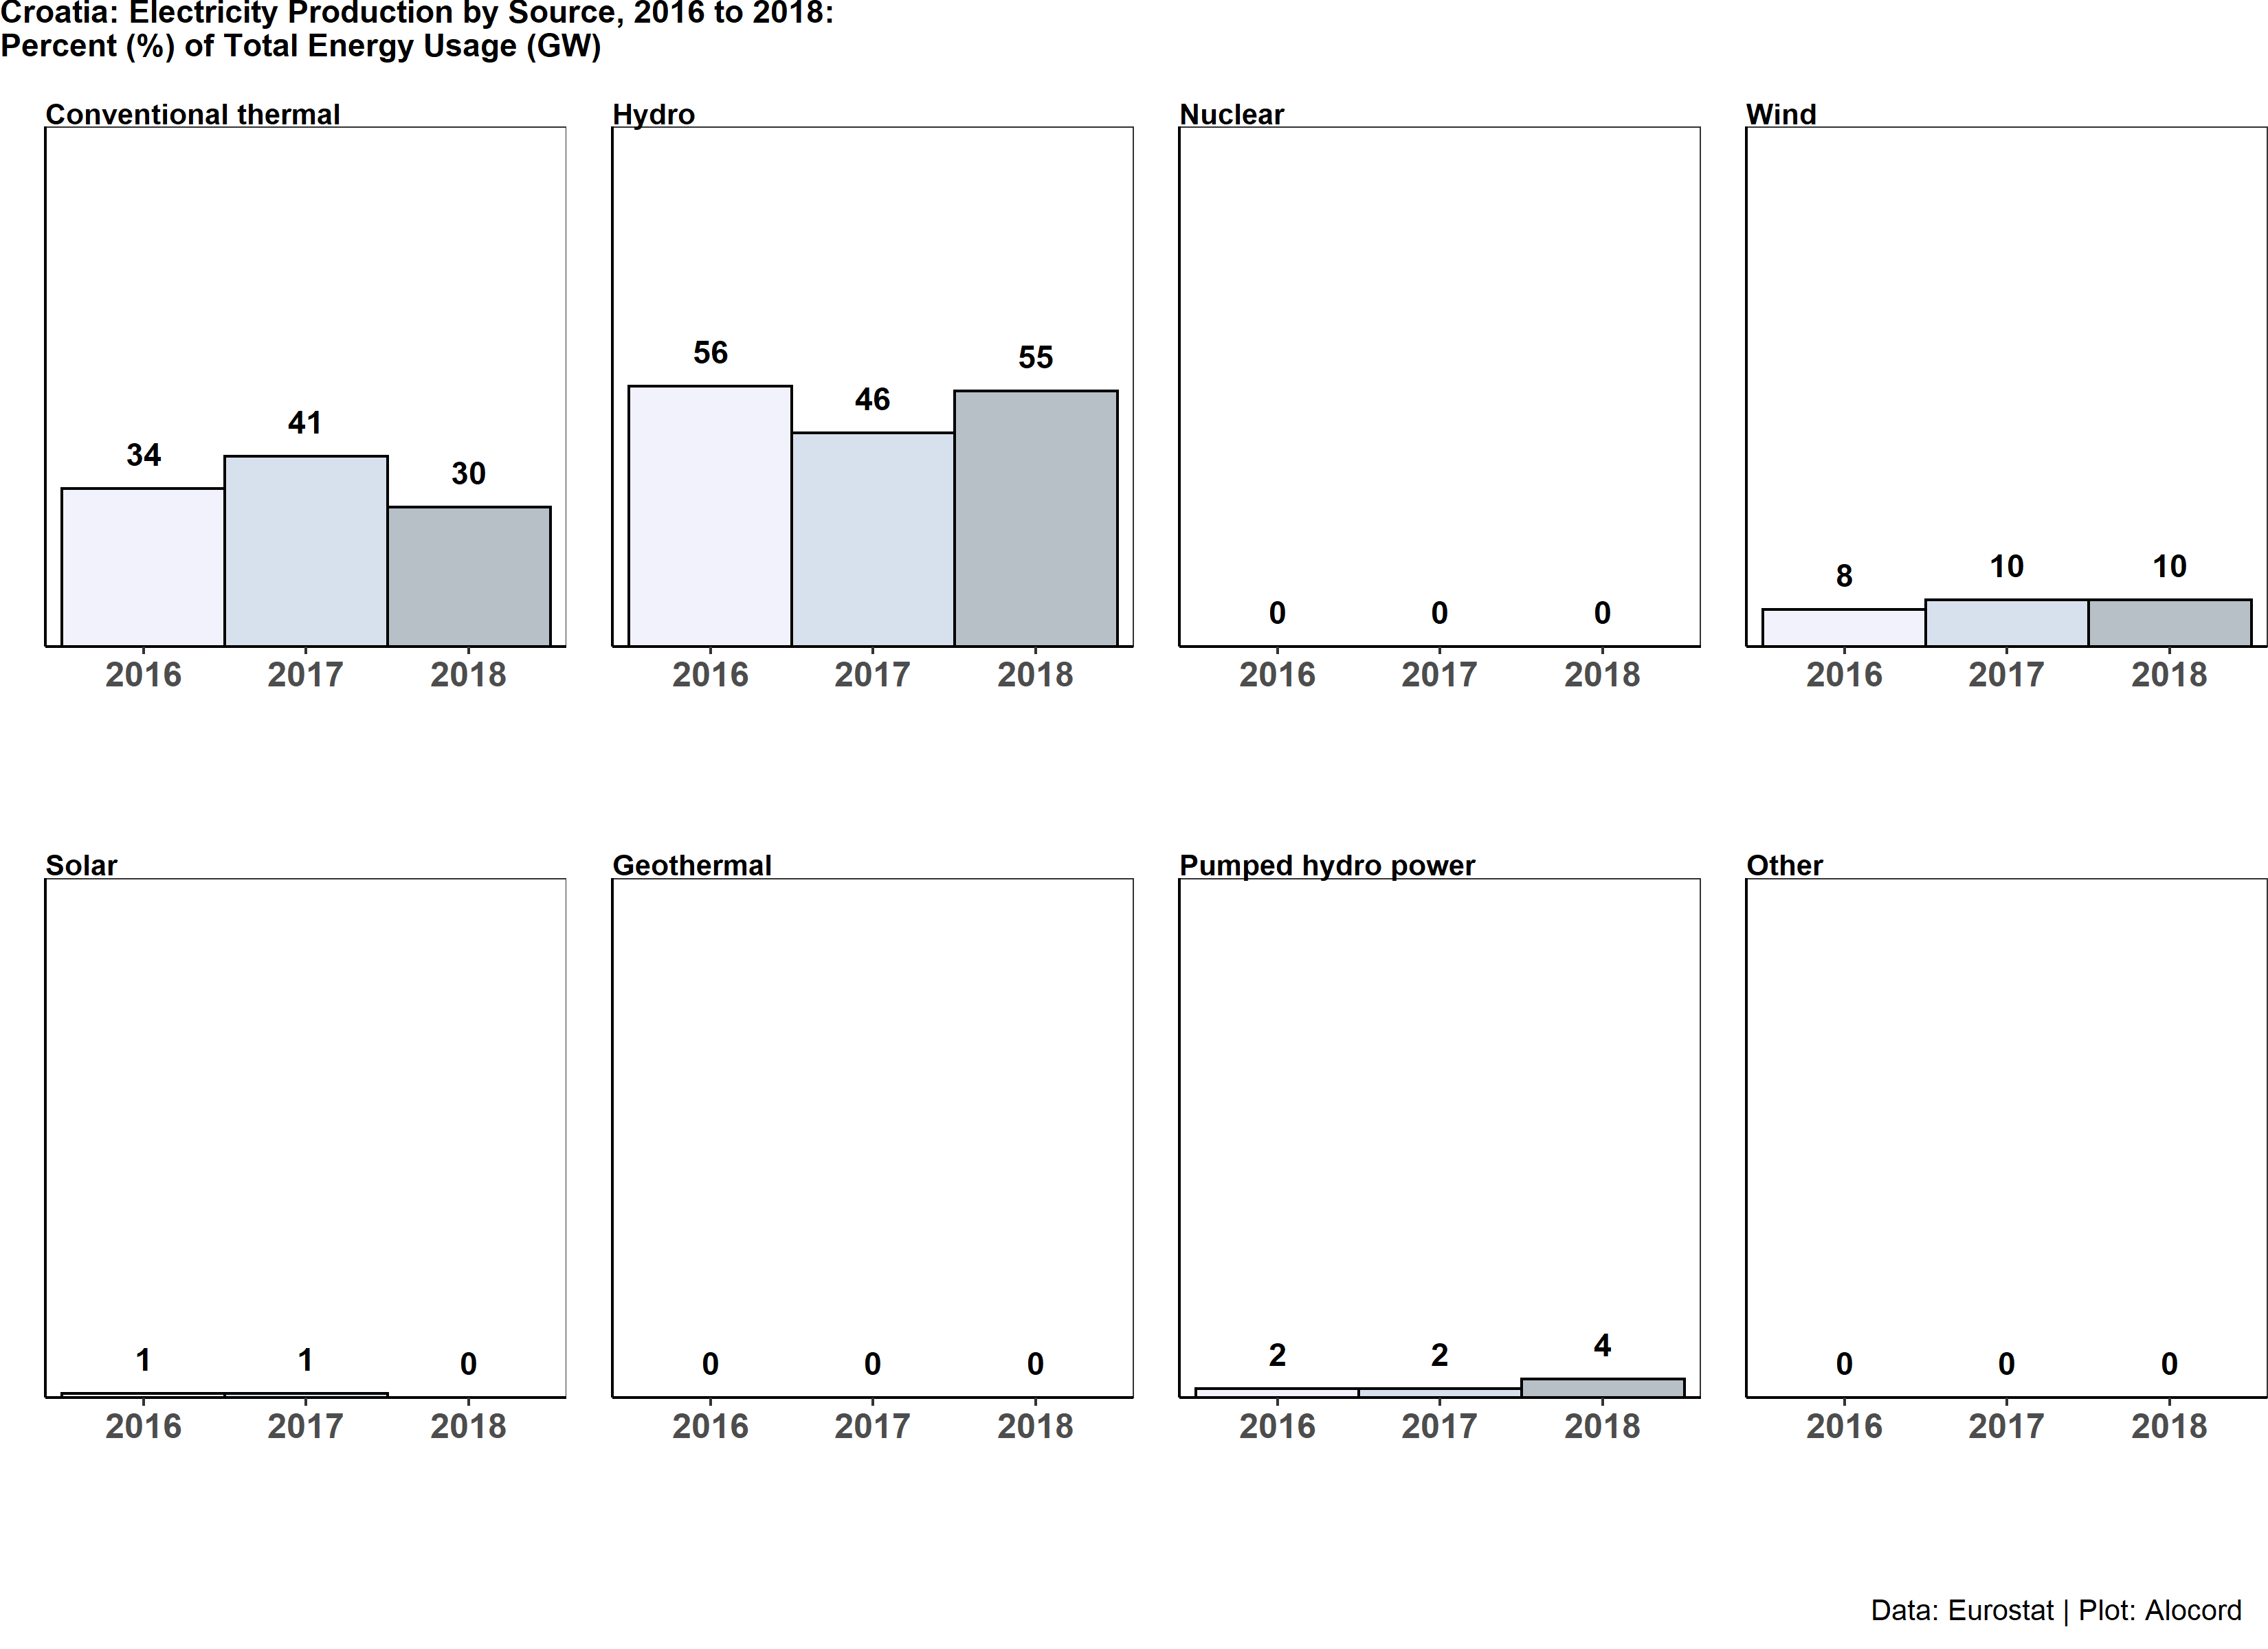 Croatia: Electricity Production by Source, 2016 to 2018:
Percent (%) of Total Energy Usage (GW)
Conventional thermal
34
41
30
2016 2017 2018
Hydro
56
46
55
2016 2017 2018
Nuclear
0 0 0
2016 2017 2018
Wind
8
10
10
2016 2017 2018
Solar
1 1 0
2016 2017 2018
Geothermal
0 0 0
2016 2017 2018
Pumped hydro power
2 2 4
2016 2017 2018
Other
0 0 0
2016 2017 2018
Data: Eurostat | Plot: Alocord